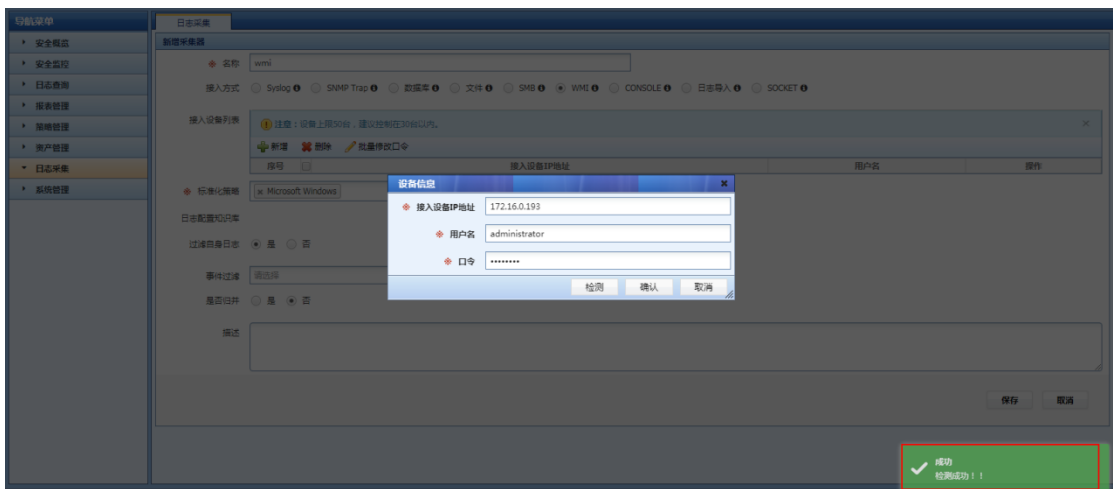 导航菜单
日志采集
安全概览
安全监控
日志查询
报表管理
策略管理
资产管理
日志采集
系统管理
新增采集器
名称 wmi
接入方式 Syslog SNMP Trap 数据库 文件 SMB WMI CONSOLE 日志导入 SOCKET
接入设备列表
注意：设备上限50台，建议控制在30台以内。
新增 删除 批量修改口令
序号 接入设备IP地址 用户名 操作
标准化策略 Microsoft Windows
日志配置知识库
过滤自身日志 是 否
事件过滤 请选择
是否归并 是 否
描述
保存 取消
设备信息
接入设备IP地址 172.16.0.193
用户名 administrator
口令 ••••••••
检测 确认 取消
成功
检测成功！！